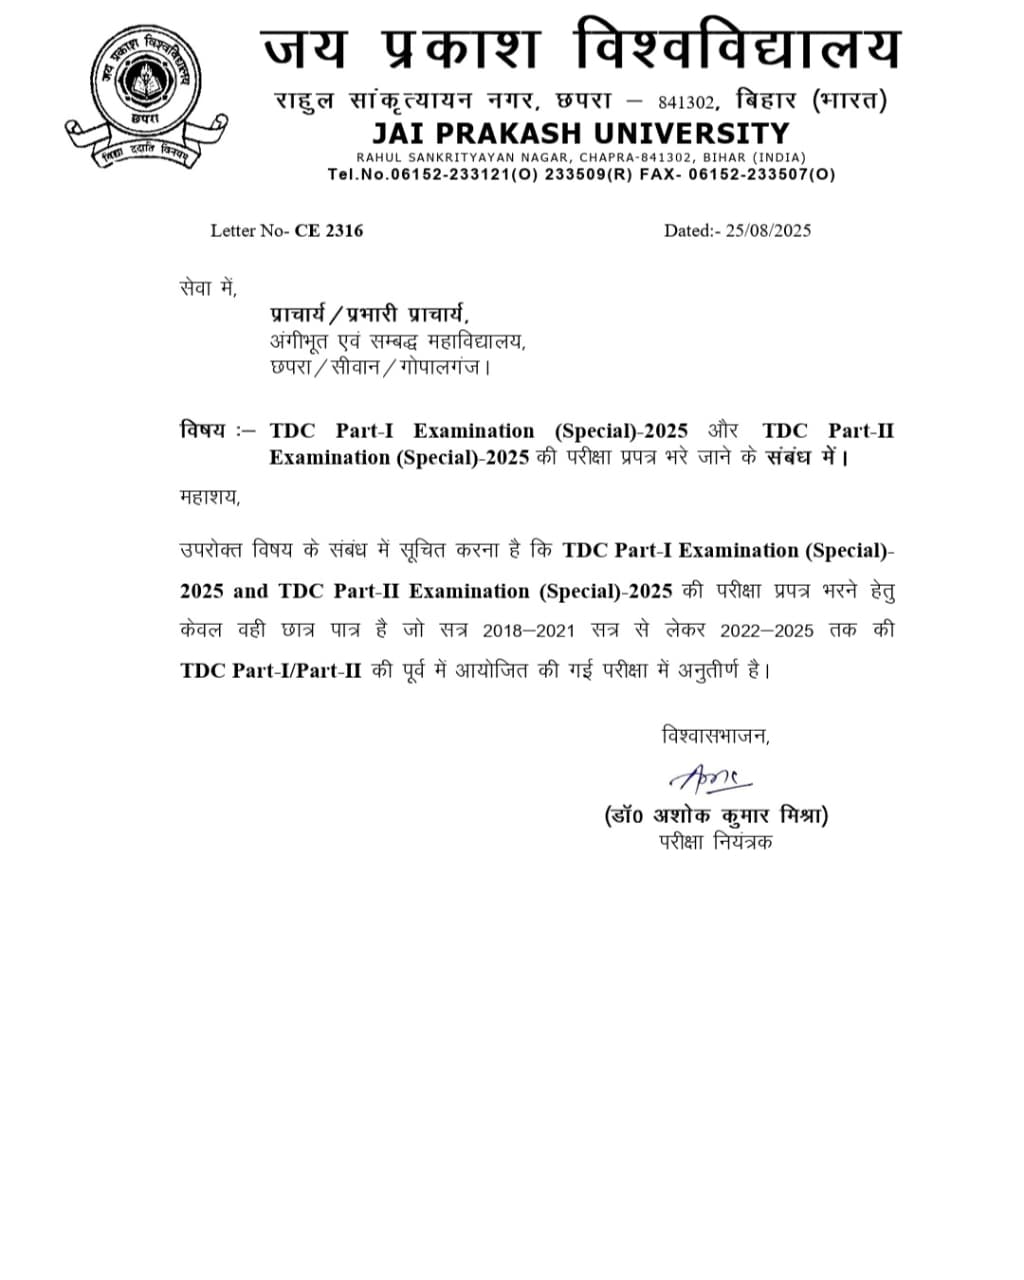 जय प्रकाश विश्वविद्यालय
छपरा
विद्या ददाति विनयम्
जय प्रकाश विश्वविद्यालय
राहुल सांकृत्यायन नगर, छपरा – 841302, बिहार (भारत)
JAI PRAKASH UNIVERSITY
RAHUL SANKRITYAYAN NAGAR, CHAPRA-841302, BIHAR (INDIA)
Tel.No.06152-233121(O) 233509(R) FAX- 06152-233507(O)
Letter No- CE 2316 Dated:- 25/08/2025
सेवा में,
प्राचार्य/प्रभारी प्राचार्य,
अंगीभूत एवं सम्बद्ध महाविद्यालय,
छपरा/सीवान/गोपालगंज।
विषय :– TDC Part-I Examination (Special)-2025 और TDC Part-II
Examination (Special)-2025 की परीक्षा प्रपत्र भरे जाने के संबंध में।
महाशय,
उपरोक्त विषय के संबंध में सूचित करना है कि TDC Part-I Examination (Special)-
2025 and TDC Part-II Examination (Special)-2025 की परीक्षा प्रपत्र भरने हेतु
केवल वही छात्र पात्र है जो सत्र 2018–2021 सत्र से लेकर 2022–2025 तक की
TDC Part-I/Part-II की पूर्व में आयोजित की गई परीक्षा में अनुतीर्ण है।
विश्वासभाजन,
(डॉ0 अशोक कुमार मिश्रा)
परीक्षा नियंत्रक